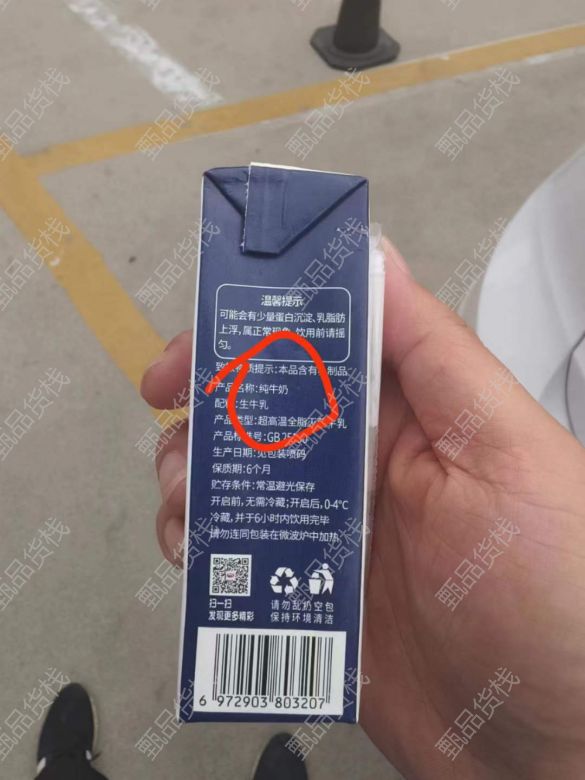 温馨提示
可能会有少量蛋白沉淀、乳脂肪
上浮,属正常现象,饮用前请摇
匀。
致敏物质提示:本品含有乳制品
产品名称:纯牛奶
配料:生牛乳
产品类型:超高温全脂灭菌牛乳
产品标准号:GB25190
生产日期:见包装喷码
保质期:6个月
贮存条件:常温避光保存
开启前,无需冷藏;开启后,0-4℃
冷藏,并于6小时内饮用完毕
请勿连同包装在微波炉中加热
扫一扫
发现更多精彩
请勿乱扔空包
保持环境清洁
6 972903 803207
甄品货栈